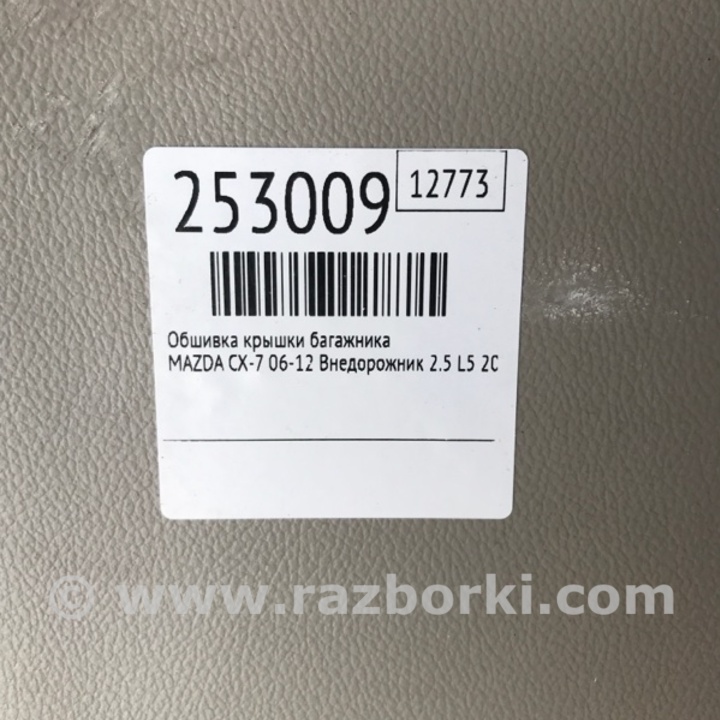 253009
12773
Обшивка крышки багажника
MAZDA CX-7 06-12 Внедорожник 2.5 L5 2C
© www.razborki.com